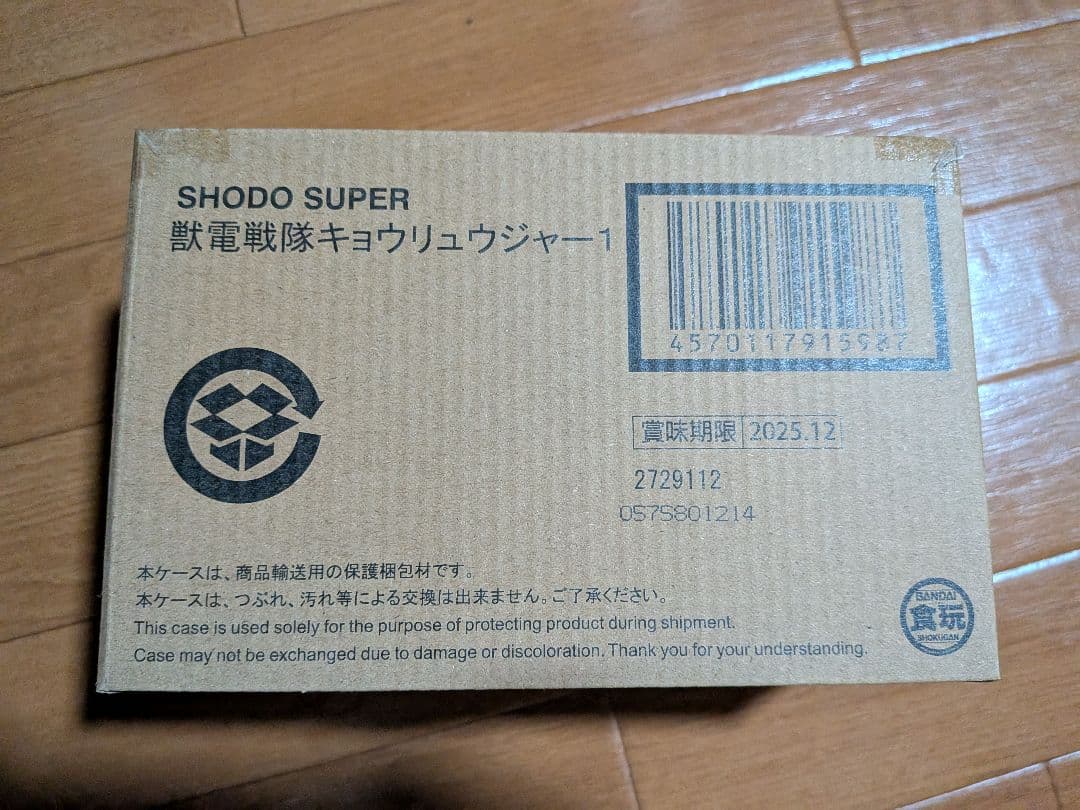 SHODO SUPER
獣電戦隊キョウリュウジャー1
4570117915987
賞味期限 2025.12
2729112
0575801214
本ケースは、商品輸送用の保護梱包材です。
本ケースは、つぶれ、汚れ等による交換は出来ません。ご了承ください。
This case is used solely for the purpose of protecting product during shipment.
Case may not be exchanged due to damage or discoloration. Thank you for your understanding.
BANDAI
食玩
SHOKUGAN